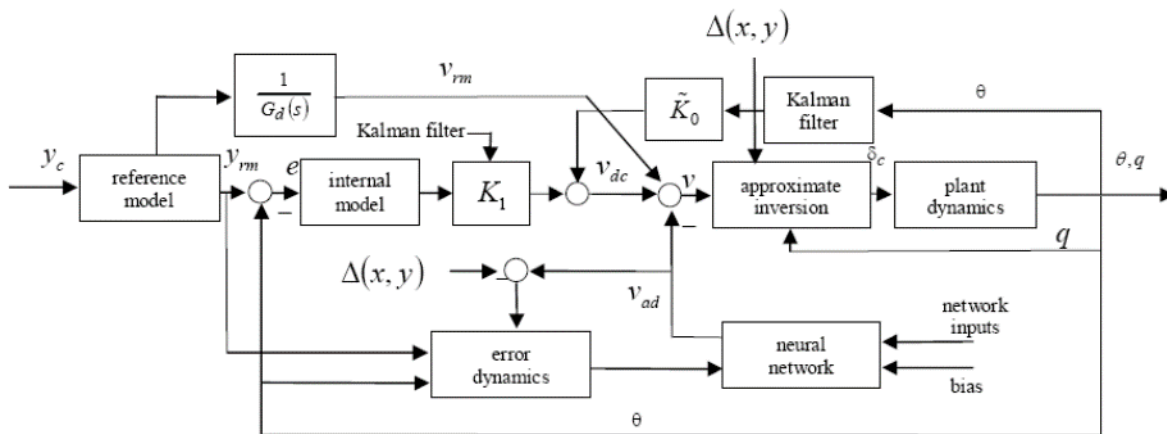 Δ(x, y)
1
G_d(s)
v_rm
K̃_0
Kalman
filter
θ
Kalman filter
y_c
reference
model
y_rm
e
−
internal
model
K_1
v_dc
v
−
approximate
inversion
δ_c
plant
dynamics
θ, q
q
Δ(x, y)
−
v_ad
error
dynamics
neural
network
network
inputs
bias
θ